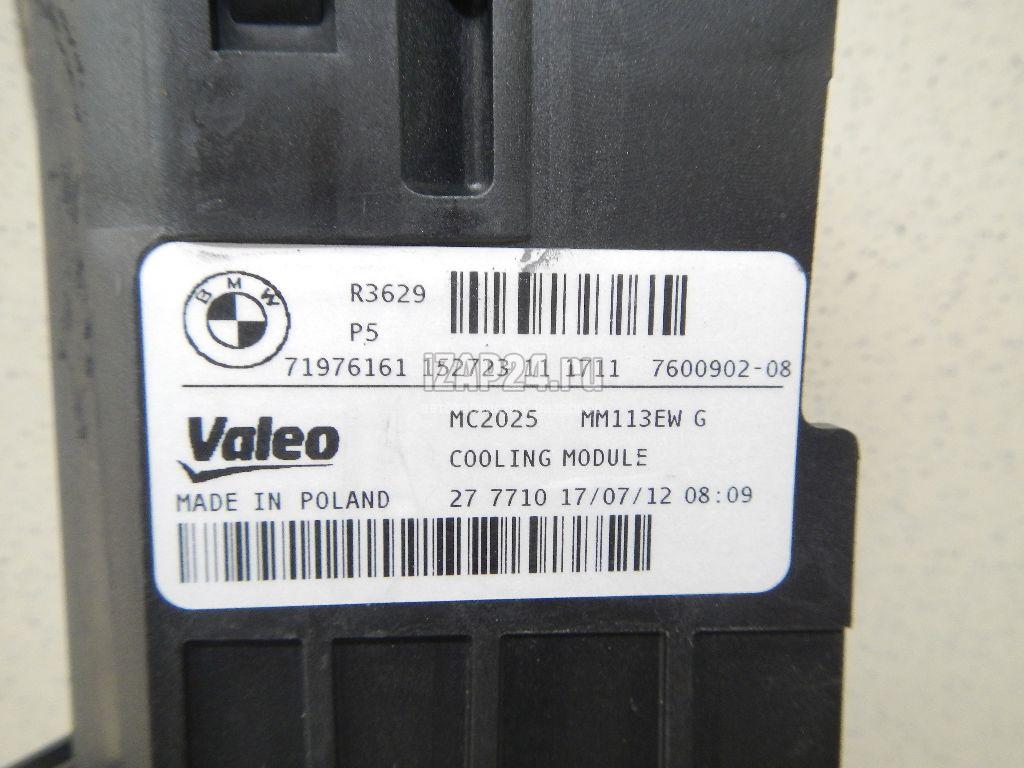 BMW
R3629
P5
71976161 152723 11 1711 7600902-08
IZAP24.ru
Valeo
MC2025 MM113EW G
COOLING MODULE
MADE IN POLAND 27 7710 17/07/12 08:09